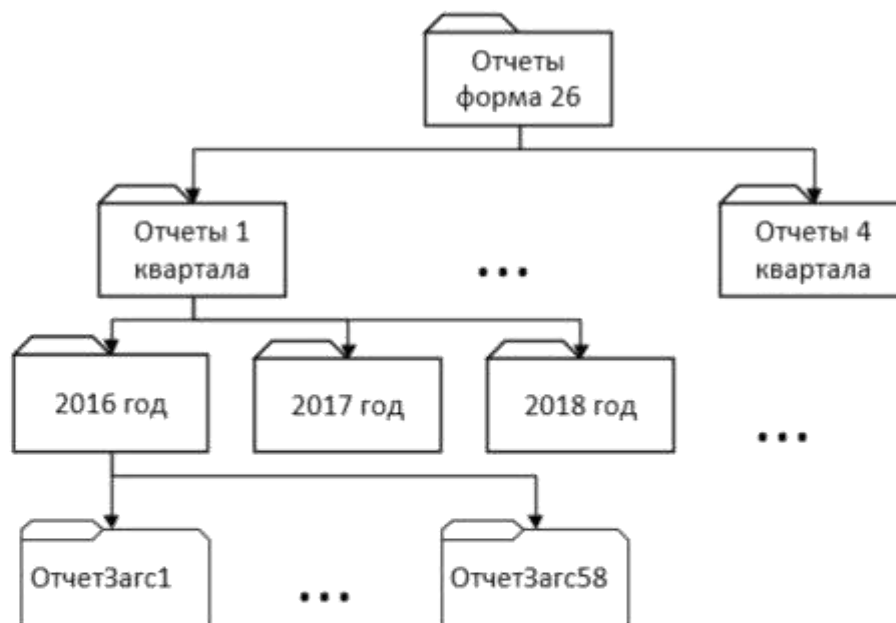 Отчеты
форма 26
Отчеты 1
квартала
...
Отчеты 4
квартала
2016 год
2017 год
2018 год
...
ОтчетЗагс1
...
ОтчетЗагс58